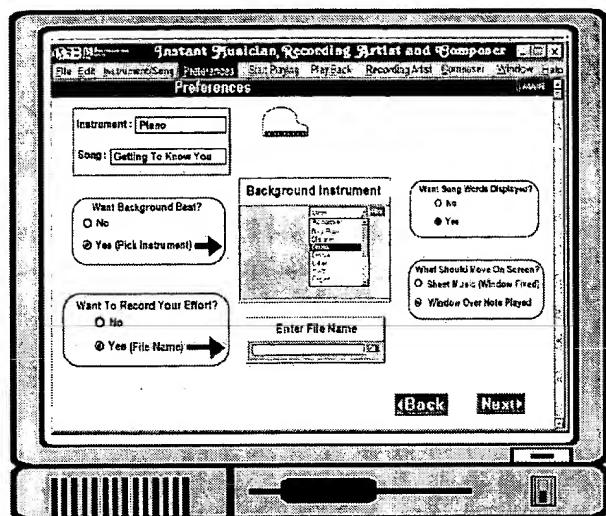 Instant Musician, Recording Artist and Composer
File Edit Instrument/Song Preferences Start Playing Play Back Recording Artist Composer Window Help
Preferences
Instrument: Piano
Song: Getting To Know You
Want Background Beat?
No
Yes (Pick Instrument)
Background Instrument
Want Song Words Displayed?
No
Yes
What Should Move On Screen?
Sheet Music (Window Fixed)
Window Over Note Played
Want To Record Your Effort?
No
Yes (File Name)
Enter File Name
Back Next